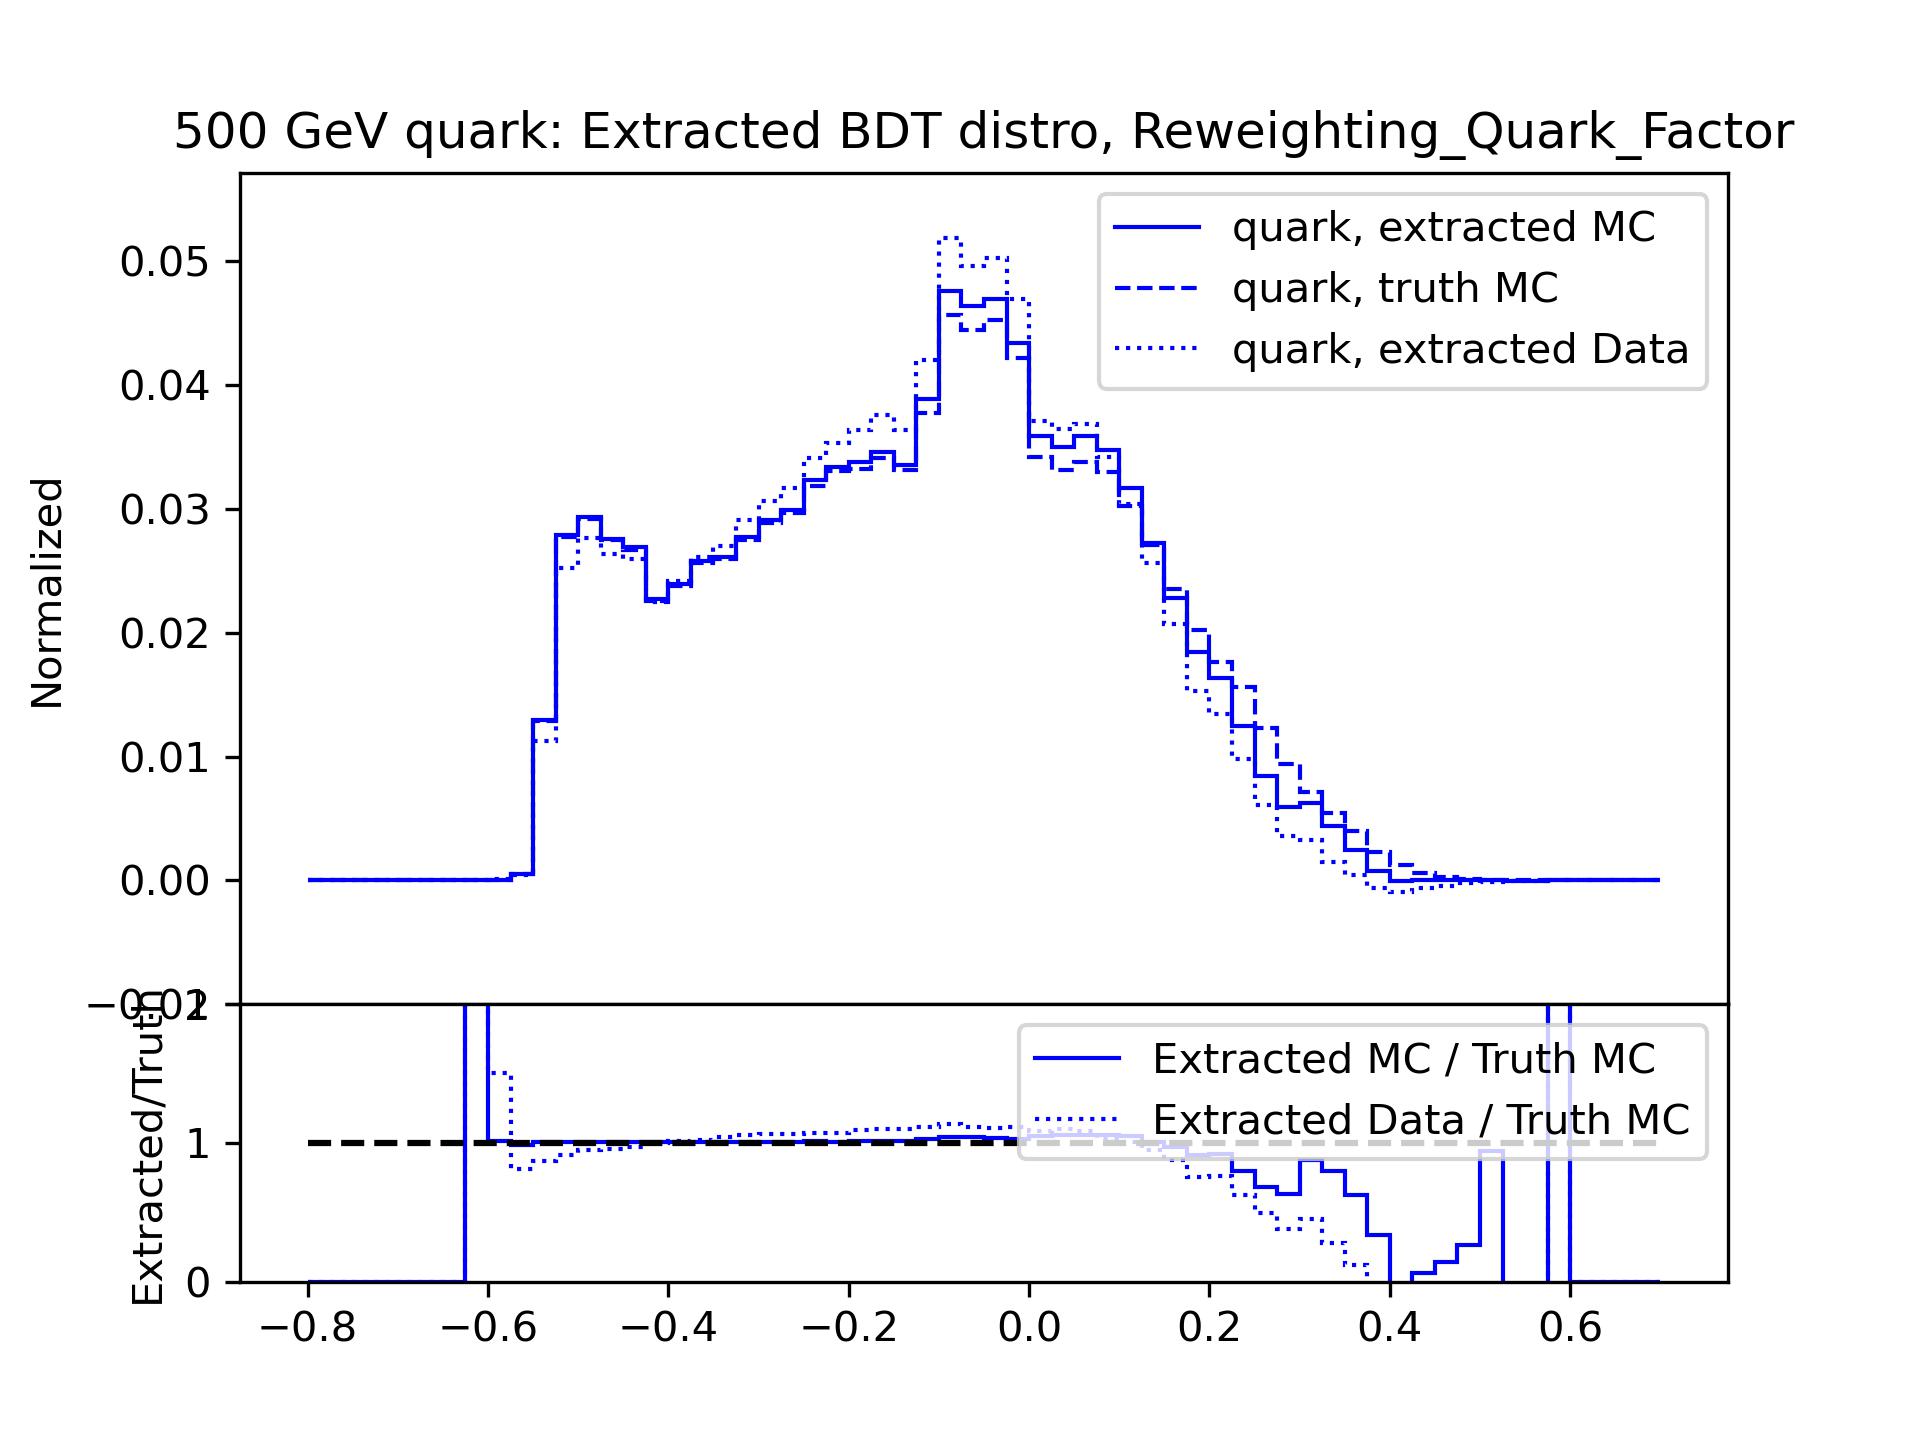 500 GeV quark: Extracted BDT distro, Reweighting_Quark_Factor
quark, extracted MC
quark, truth MC
quark, extracted Data
Normalized
0.05
0.04
0.03
0.02
0.01
0.00
−0.01
Extracted/Truth
2
1
0
Extracted MC / Truth MC
Extracted Data / Truth MC
−0.8 −0.6 −0.4 −0.2 0.0 0.2 0.4 0.6